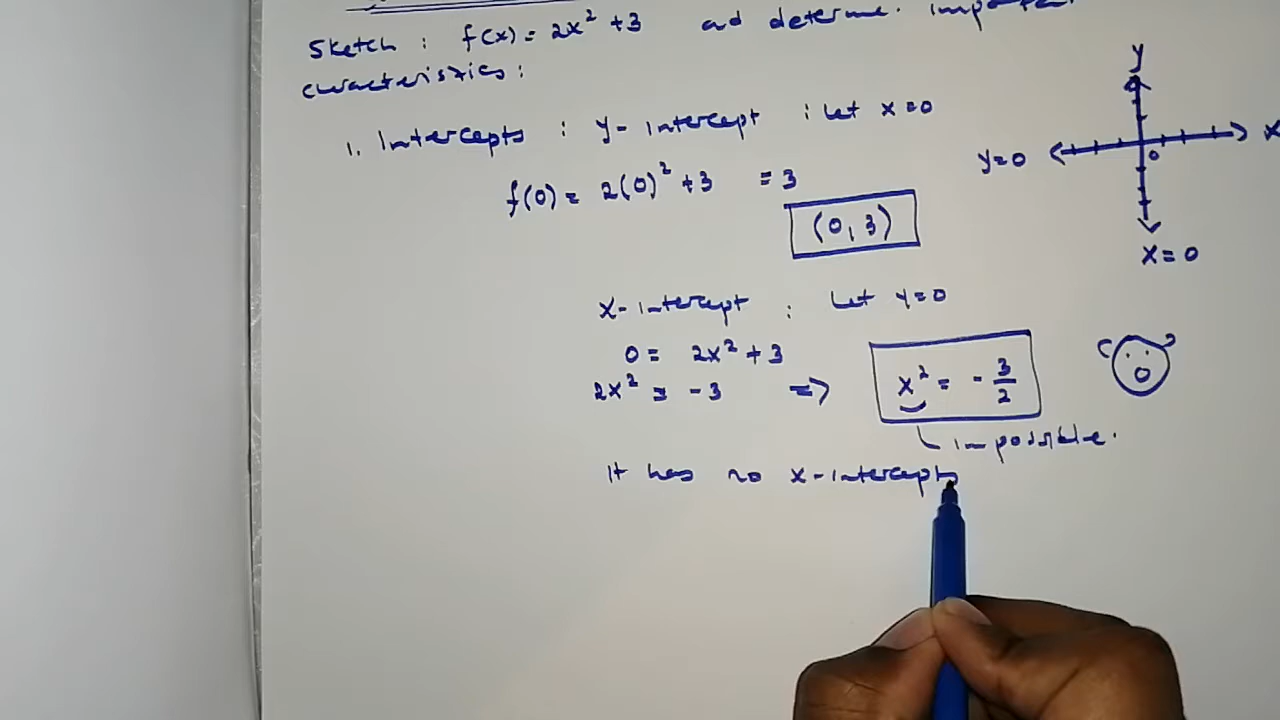 Sketch : f(x) = 2x² + 3 and determine
characteristics :
1. Intercepts : y-intercept : let x=0
f(0) = 2(0)² + 3 = 3
(0, 3)
x-intercept : let y=0
0 = 2x² + 3
2x² = -3 => x² = - 3/2
impossible.
It has no x-intercepts
y
x
y=0
0
x=0